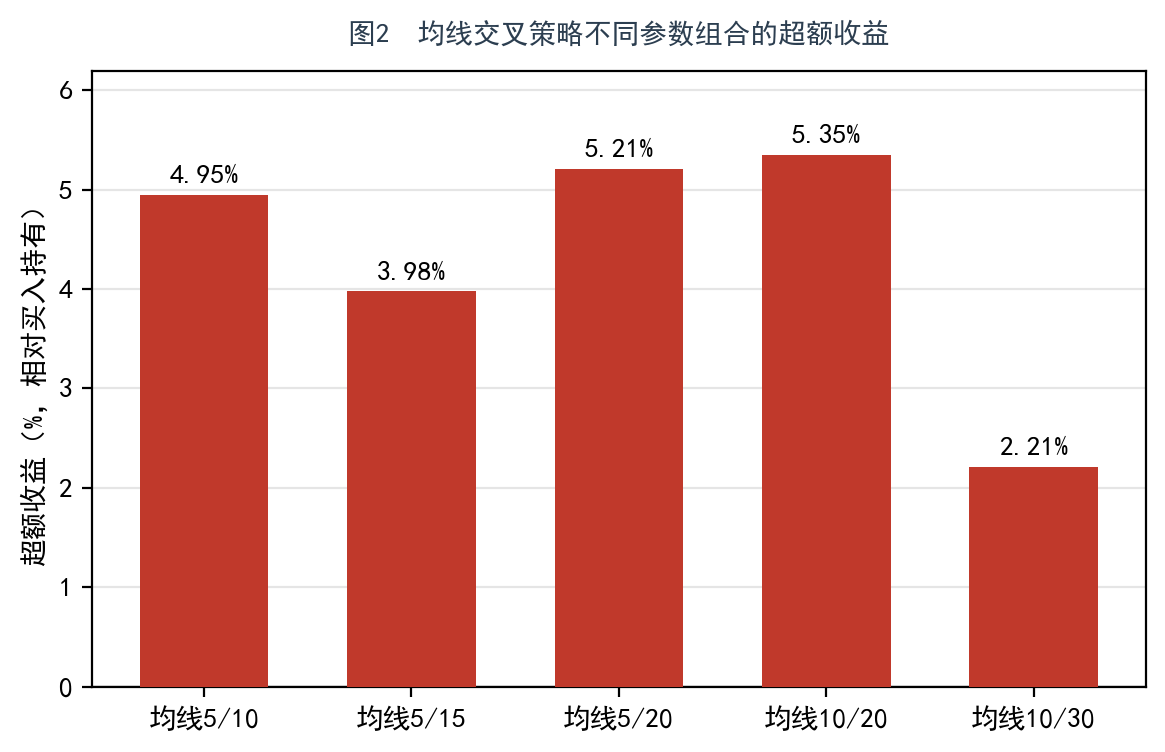 图2 均线交叉策略不同参数组合的超额收益
超额收益（%，相对买入持有）
6
5
4
3
2
1
0
4.95%
3.98%
5.21%
5.35%
2.21%
均线5/10
均线5/15
均线5/20
均线10/20
均线10/30